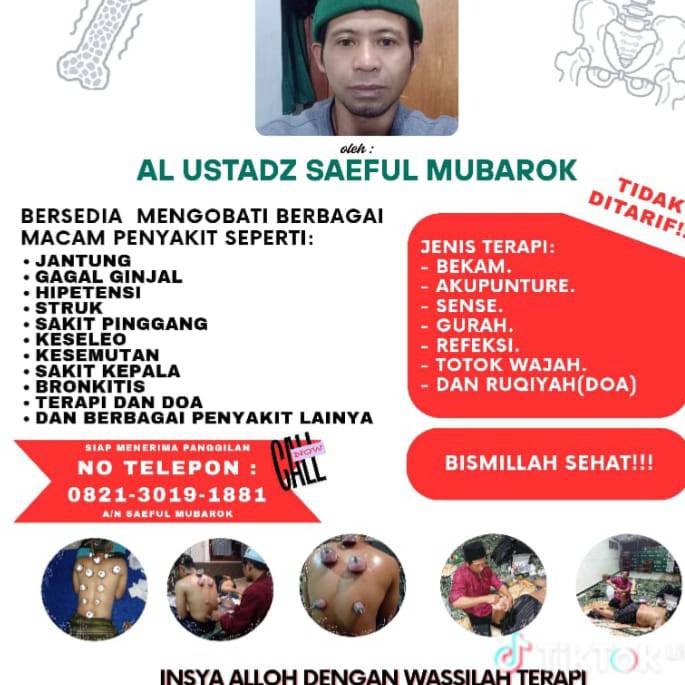 oleh :
AL USTADZ SAEFUL MUBAROK
TIDAK
DITARIF!!
BERSEDIA MENGOBATI BERBAGAI
MACAM PENYAKIT SEPERTI:
• JANTUNG
• GAGAL GINJAL
• HIPETENSI
• STRUK
• SAKIT PINGGANG
• KESELEO
• KESEMUTAN
• SAKIT KEPALA
• BRONKITIS
• TERAPI DAN DOA
• DAN BERBAGAI PENYAKIT LAINYA
JENIS TERAPI:
- BEKAM.
- AKUPUNTURE.
- SENSE.
- GURAH.
- REFEKSI.
- TOTOK WAJAH.
- DAN RUQIYAH(DOA)
SIAP MENERIMA PANGGILAN
NO TELEPON :
0821-3019-1881
A/N SAEFUL MUBAROK
CALL
NOW
BISMILLAH SEHAT!!!
TikTok
INSYA ALLOH DENGAN WASSILAH TERAPI